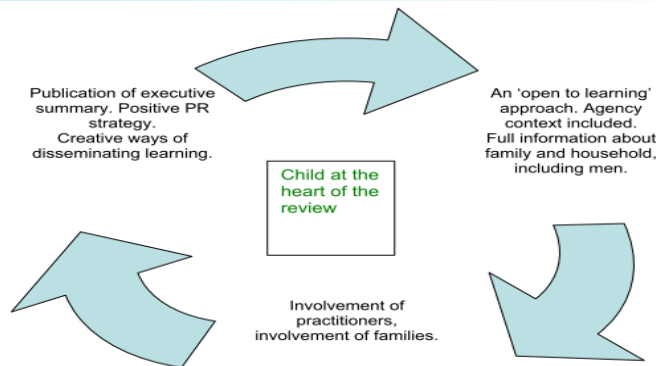 Publication of executive
summary. Positive PR
strategy.
Creative ways of
disseminating learning.
An ‘open to learning’
approach. Agency
context included.
Full information about
family and household,
including men.
Child at the
heart of the
review
Involvement of
practitioners,
involvement of families.